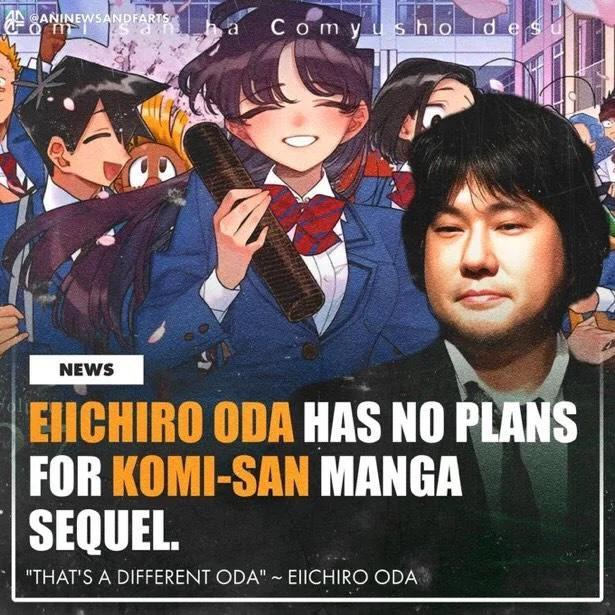 @ANINEWSANDFARTS
Comi san ha Comyusho desu
NEWS
EIICHIRO ODA HAS NO PLANS
FOR KOMI-SAN MANGA
SEQUEL.
"THAT'S A DIFFERENT ODA" ~ EIICHIRO ODA